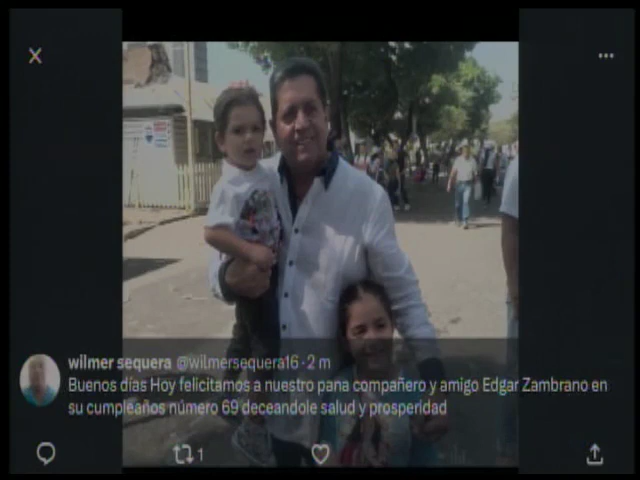 wilmer sequera @wilmersequera16 · 2 m
Buenos días Hoy felicitamos a nuestro pana compañero y amigo Edgar Zambrano en
su cumpleaños número 69 deceandole salud y prosperidad
1